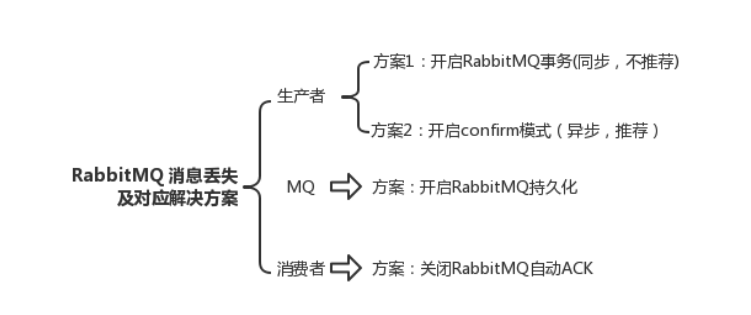 方案1：开启RabbitMQ事务(同步，不推荐)
生产者
方案2：开启confirm模式（异步，推荐）
RabbitMQ 消息丢失
及对应解决方案
MQ
方案：开启RabbitMQ持久化
消费者
方案：关闭RabbitMQ自动ACK